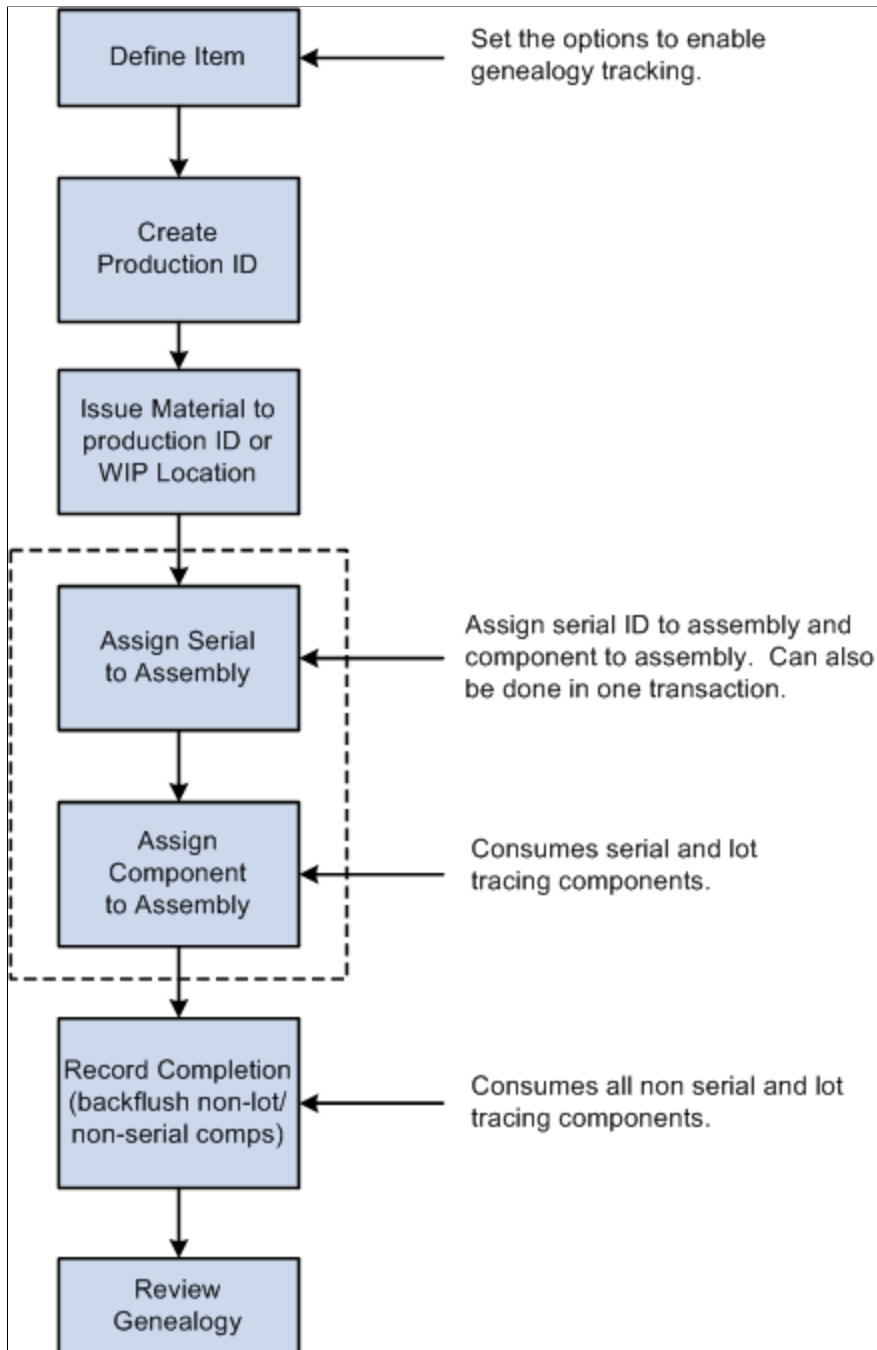 Define Item
Set the options to enable
genealogy tracking.
Create
Production ID
Issue Material to
production ID or
WIP Location
Assign Serial
to Assembly
Assign serial ID to assembly and
component to assembly.  Can also
be done in one transaction.
Assign
Component
to Assembly
Consumes serial and lot
tracing components.
Record Completion
(backflush non-lot/
non-serial comps)
Consumes all non serial and lot
tracing components.
Review
Genealogy